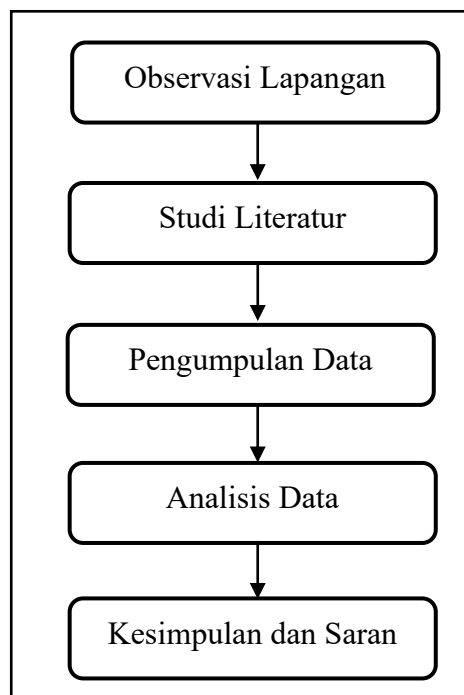 Observasi Lapangan
Studi Literatur
Pengumpulan Data
Analisis Data
Kesimpulan dan Saran